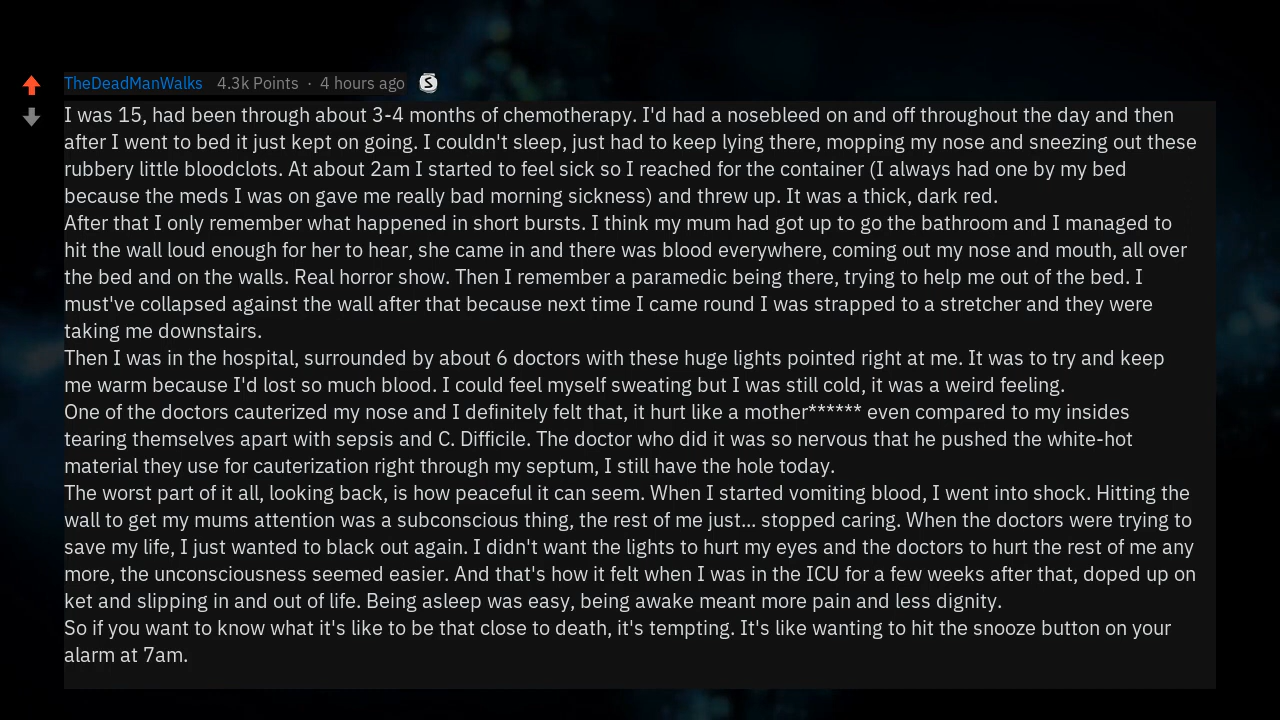 TheDeadManWalks 4.3k Points · 4 hours ago S
I was 15, had been through about 3-4 months of chemotherapy. I'd had a nosebleed on and off throughout the day and then
after I went to bed it just kept on going. I couldn't sleep, just had to keep lying there, mopping my nose and sneezing out these
rubbery little bloodclots. At about 2am I started to feel sick so I reached for the container (I always had one by my bed
because the meds I was on gave me really bad morning sickness) and threw up. It was a thick, dark red.
After that I only remember what happened in short bursts. I think my mum had got up to go the bathroom and I managed to
hit the wall loud enough for her to hear, she came in and there was blood everywhere, coming out my nose and mouth, all over
the bed and on the walls. Real horror show. Then I remember a paramedic being there, trying to help me out of the bed. I
must've collapsed against the wall after that because next time I came round I was strapped to a stretcher and they were
taking me downstairs.
Then I was in the hospital, surrounded by about 6 doctors with these huge lights pointed right at me. It was to try and keep
me warm because I'd lost so much blood. I could feel myself sweating but I was still cold, it was a weird feeling.
One of the doctors cauterized my nose and I definitely felt that, it hurt like a mother****** even compared to my insides
tearing themselves apart with sepsis and C. Difficile. The doctor who did it was so nervous that he pushed the white-hot
material they use for cauterization right through my septum, I still have the hole today.
The worst part of it all, looking back, is how peaceful it can seem. When I started vomiting blood, I went into shock. Hitting the
wall to get my mums attention was a subconscious thing, the rest of me just... stopped caring. When the doctors were trying to
save my life, I just wanted to black out again. I didn't want the lights to hurt my eyes and the doctors to hurt the rest of me any
more, the unconsciousness seemed easier. And that's how it felt when I was in the ICU for a few weeks after that, doped up on
ket and slipping in and out of life. Being asleep was easy, being awake meant more pain and less dignity.
So if you want to know what it's like to be that close to death, it's tempting. It's like wanting to hit the snooze button on your
alarm at 7am.